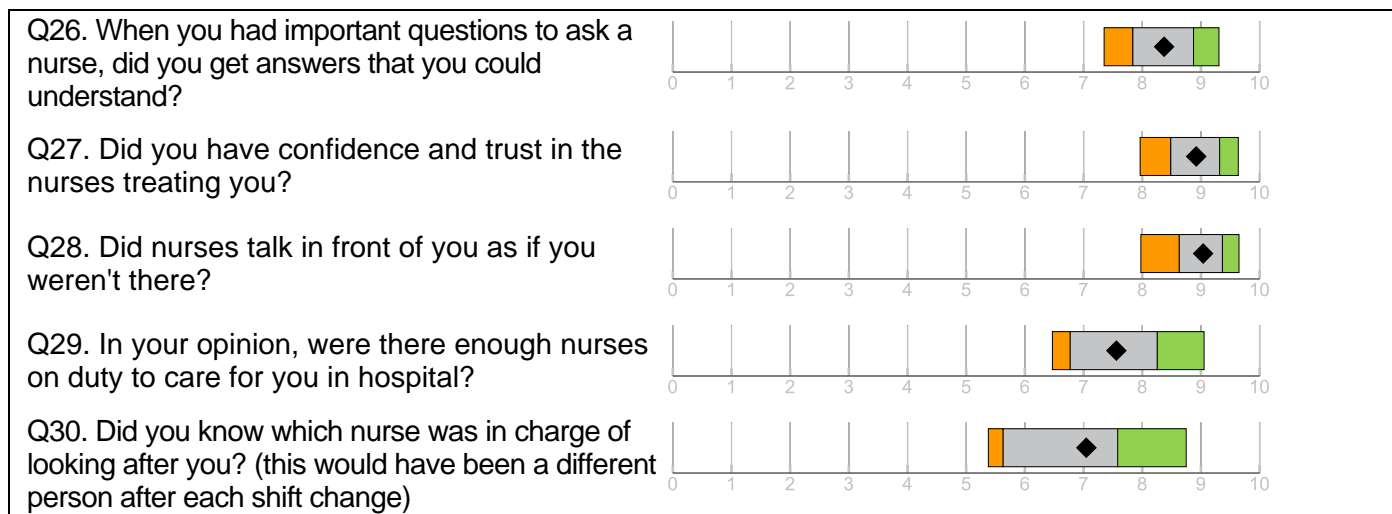 Q26. When you had important questions to ask a
nurse, did you get answers that you could
understand?
0 1 2 3 4 5 6 7 8 9 10
Q27. Did you have confidence and trust in the
nurses treating you?
0 1 2 3 4 5 6 7 8 9 10
Q28. Did nurses talk in front of you as if you
weren't there?
0 1 2 3 4 5 6 7 8 9 10
Q29. In your opinion, were there enough nurses
on duty to care for you in hospital?
0 1 2 3 4 5 6 7 8 9 10
Q30. Did you know which nurse was in charge of
looking after you? (this would have been a different
person after each shift change)
0 1 2 3 4 5 6 7 8 9 10